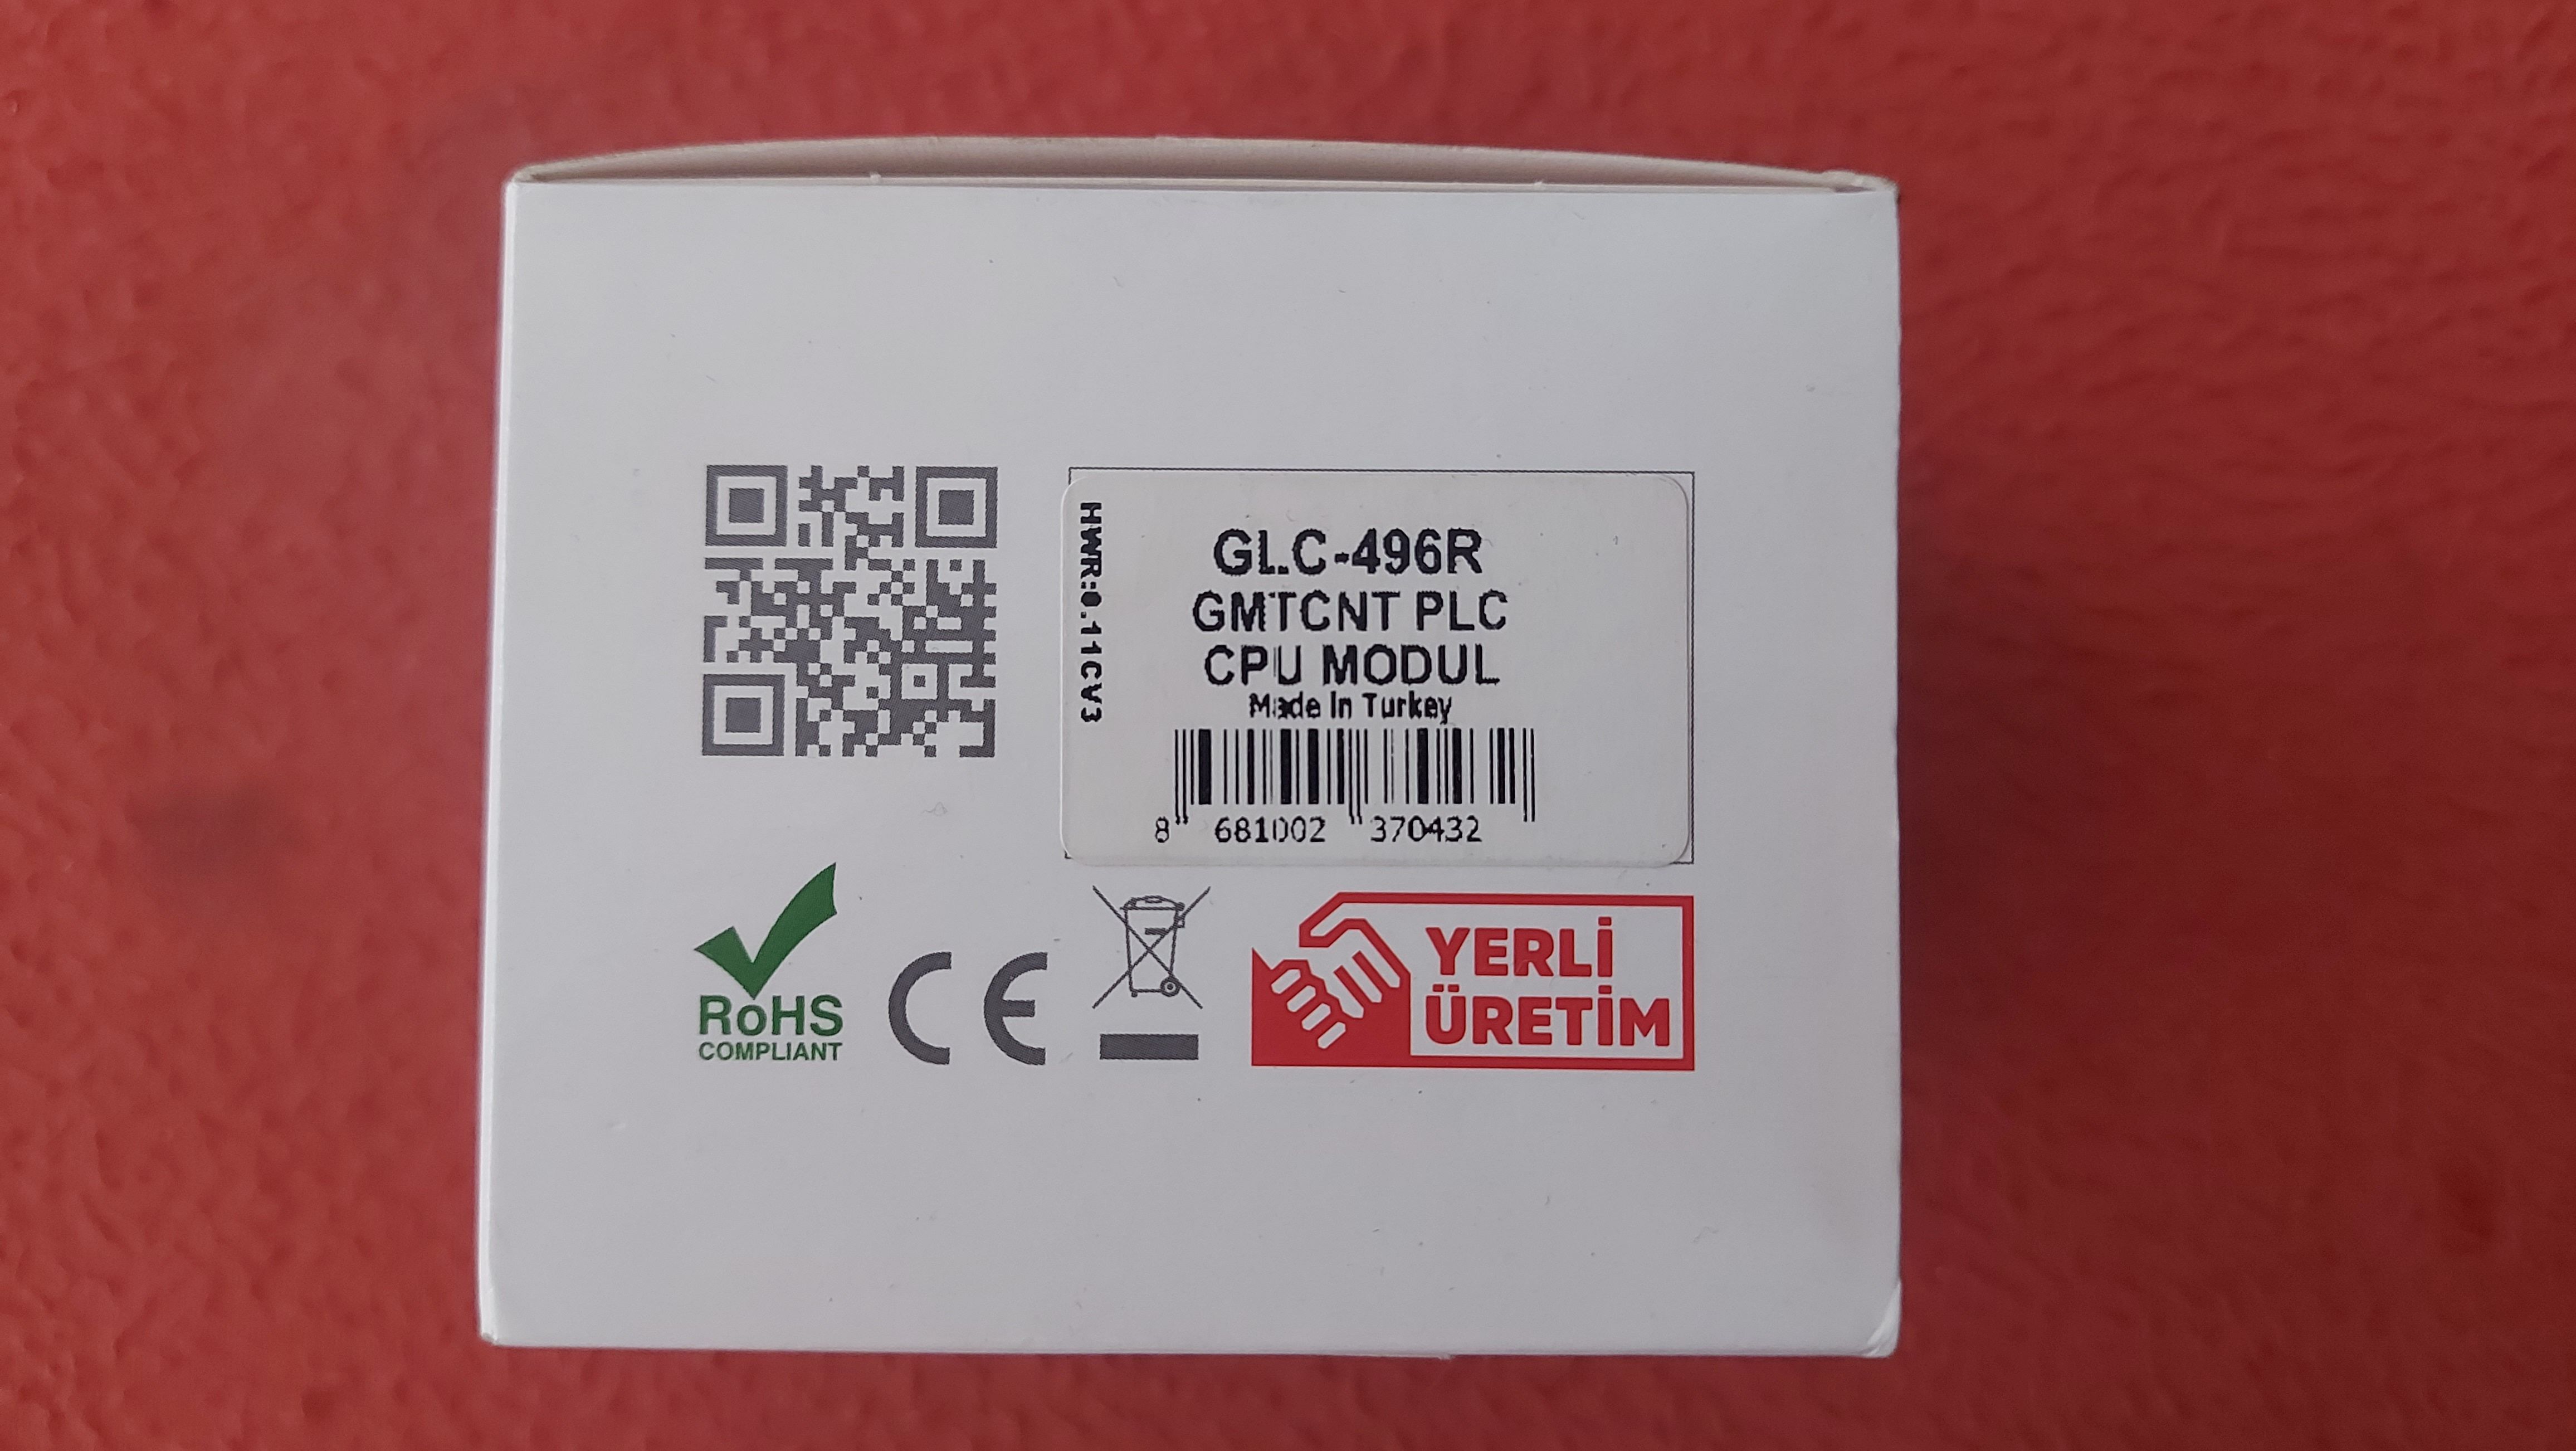 HWR:0.11CV3
GLC-496R
GMTCNT PLC
CPU MODUL
Made In Turkey
8 681002 370432
RoHS
COMPLIANT
CE
YERLİ
ÜRETİM